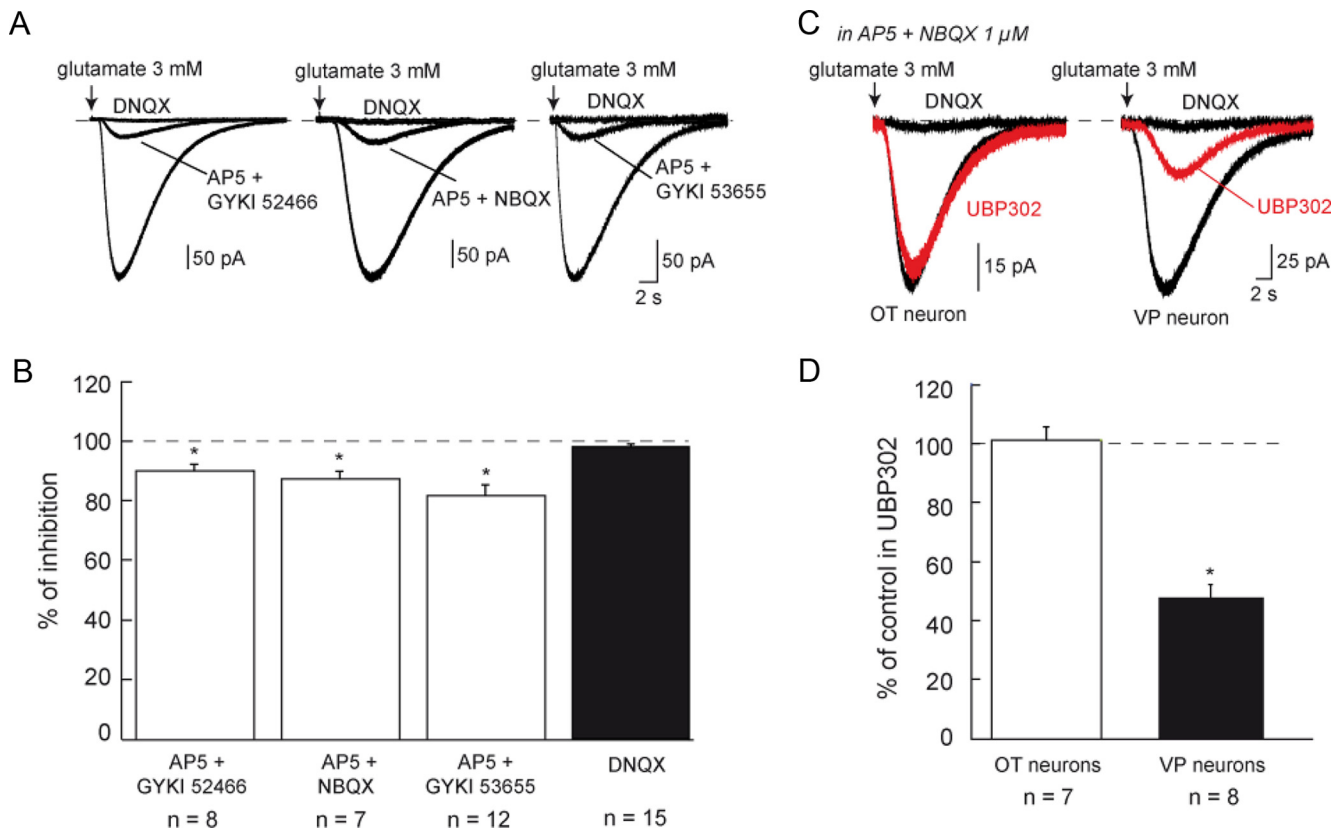 A
glutamate 3 mM
DNQX
AP5 +
GYKI 52466
50 pA
glutamate 3 mM
DNQX
AP5 + NBQX
50 pA
glutamate 3 mM
DNQX
AP5 +
GYKI 53655
50 pA
2 s
B
% of inhibition
120
100
80
60
40
20
0
*
*
*
AP5 +
GYKI 52466
n = 8
AP5 +
NBQX
n = 7
AP5 +
GYKI 53655
n = 12
DNQX
n = 15
C
in AP5 + NBQX 1 µM
glutamate 3 mM
DNQX
UBP302
15 pA
OT neuron
glutamate 3 mM
DNQX
UBP302
25 pA
2 s
VP neuron
D
% of control in UBP302
120
100
80
60
40
20
0
*
OT neurons
n = 7
VP neurons
n = 8